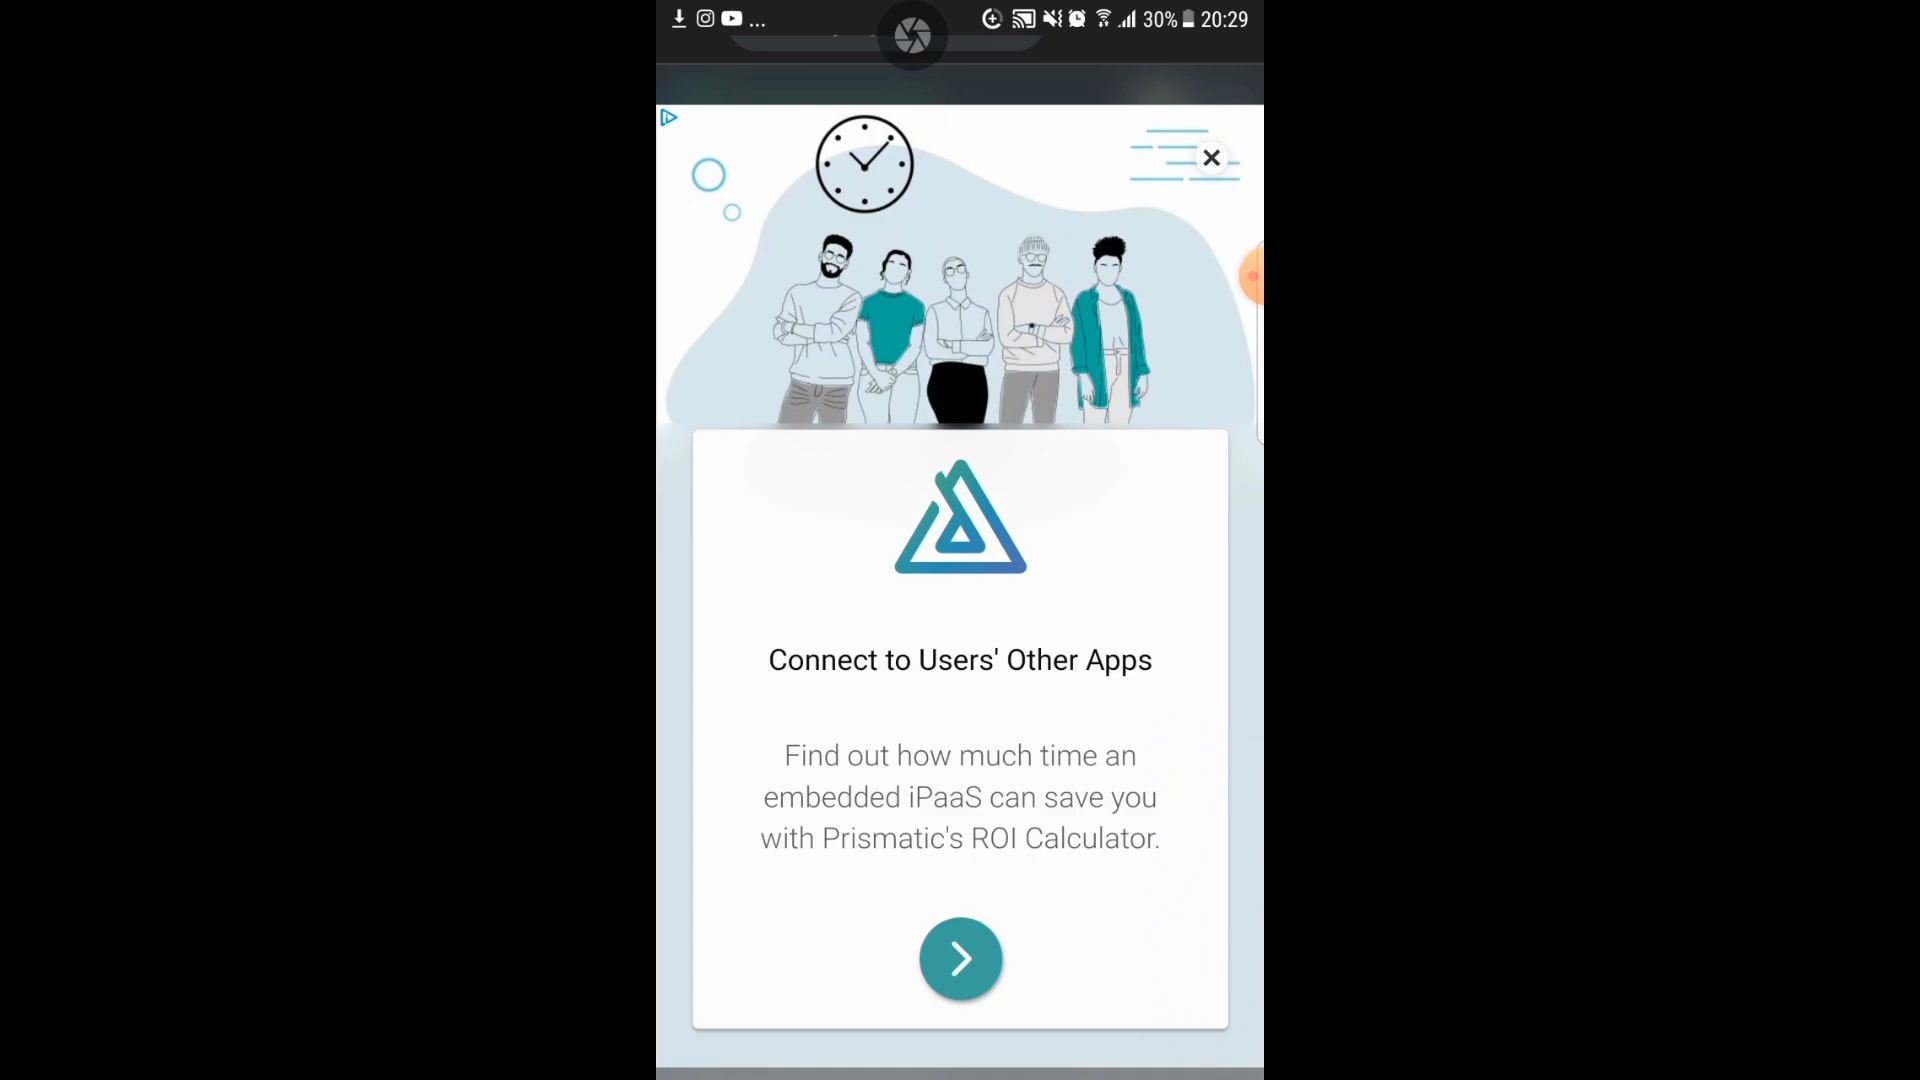 ... 30% 20:29
Connect to Users' Other Apps
Find out how much time an
embedded iPaaS can save you
with Prismatic's ROI Calculator.